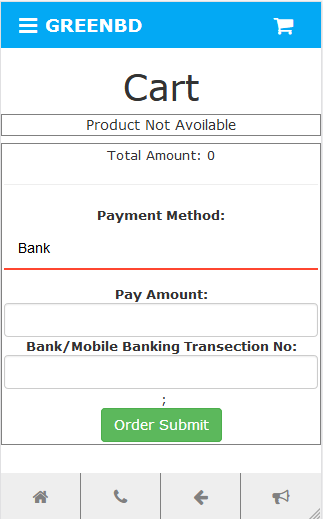 GREENBD
Cart
Product Not Avoilable
Total Amount: 0
Payment Method:
Bank
Pay Amount:
Bank/Mobile Banking Transection No:
;
Order Submit